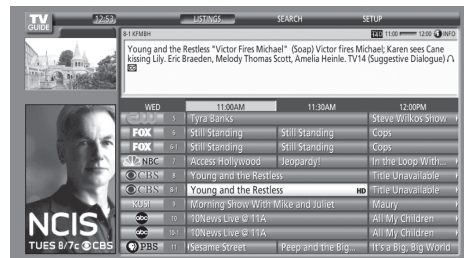 TV GUIDE 12:53 LISTINGS SEARCH SETUP
8-1 KFMBH 11:00 12:00 INFO
Young and the Restless "Victor Fires Michael" (Soap) Victor fires Michael; Karen sees Cane
kissing Lily. Eric Braeden, Melody Thomas Scott, Amelia Heinle. TV14 (Suggestive Dialogue)
WED 11:00AM 11:30AM 12:00PM
5 Tyra Banks Steve Wilkos Show
FOX 6 Still Standing Still Standing Cops
FOX 6-1 Still Standing Still Standing Cops
NBC 7 Access Hollywood Jeopardy! In the Loop With...
CBS 8 Young and the Restless Title Unavailable
CBS 8-1 Young and the Restless HD Title Unavailable
KUSI 9 Morning Show With Mike and Juliet Maury
abc 10 10News Live @ 11A All My Children
abc 10-1 10News Live @ 11A All My Children
PBS 11 Sesame Street Peep and the Big... It's a Big, Big World
NCIS
TUES 8/7c CBS